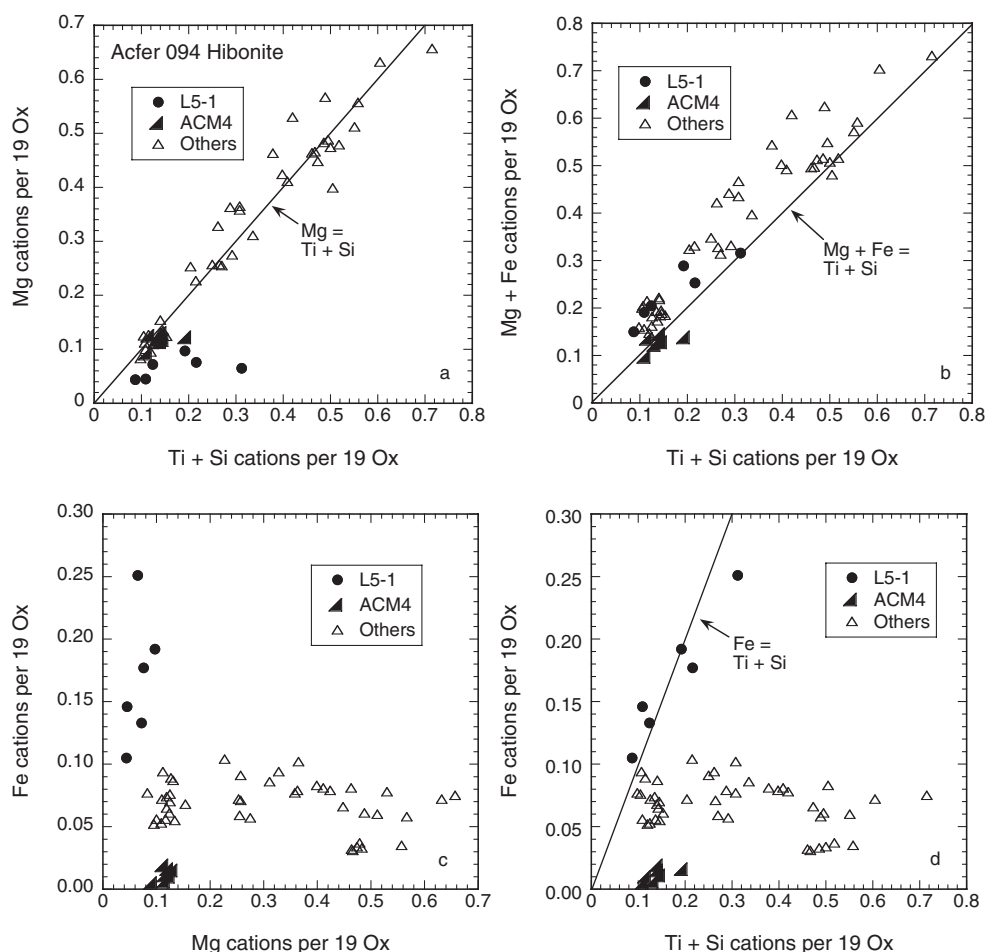 0.7
0.6
0.5
0.4
0.3
0.2
0.1
0
Mg cations per 19 Ox
Acfer 094 Hibonite
L5-1
ACM4
Others
Mg =
Ti + Si
a
0 0.1 0.2 0.3 0.4 0.5 0.6 0.7 0.8
Ti + Si cations per 19 Ox
0.8
0.7
0.6
0.5
0.4
0.3
0.2
0.1
0
Mg + Fe cations per 19 Ox
L5-1
ACM4
Others
Mg + Fe =
Ti + Si
b
0 0.1 0.2 0.3 0.4 0.5 0.6 0.7 0.8
Ti + Si cations per 19 Ox
0.30
0.25
0.20
0.15
0.10
0.05
0.00
Fe cations per 19 Ox
L5-1
ACM4
Others
c
0 0.1 0.2 0.3 0.4 0.5 0.6 0.7
Mg cations per 19 Ox
0.30
0.25
0.20
0.15
0.10
0.05
0.00
Fe cations per 19 Ox
L5-1
ACM4
Others
Fe =
Ti + Si
d
0 0.1 0.2 0.3 0.4 0.5 0.6 0.7 0.8
Ti + Si cations per 19 Ox